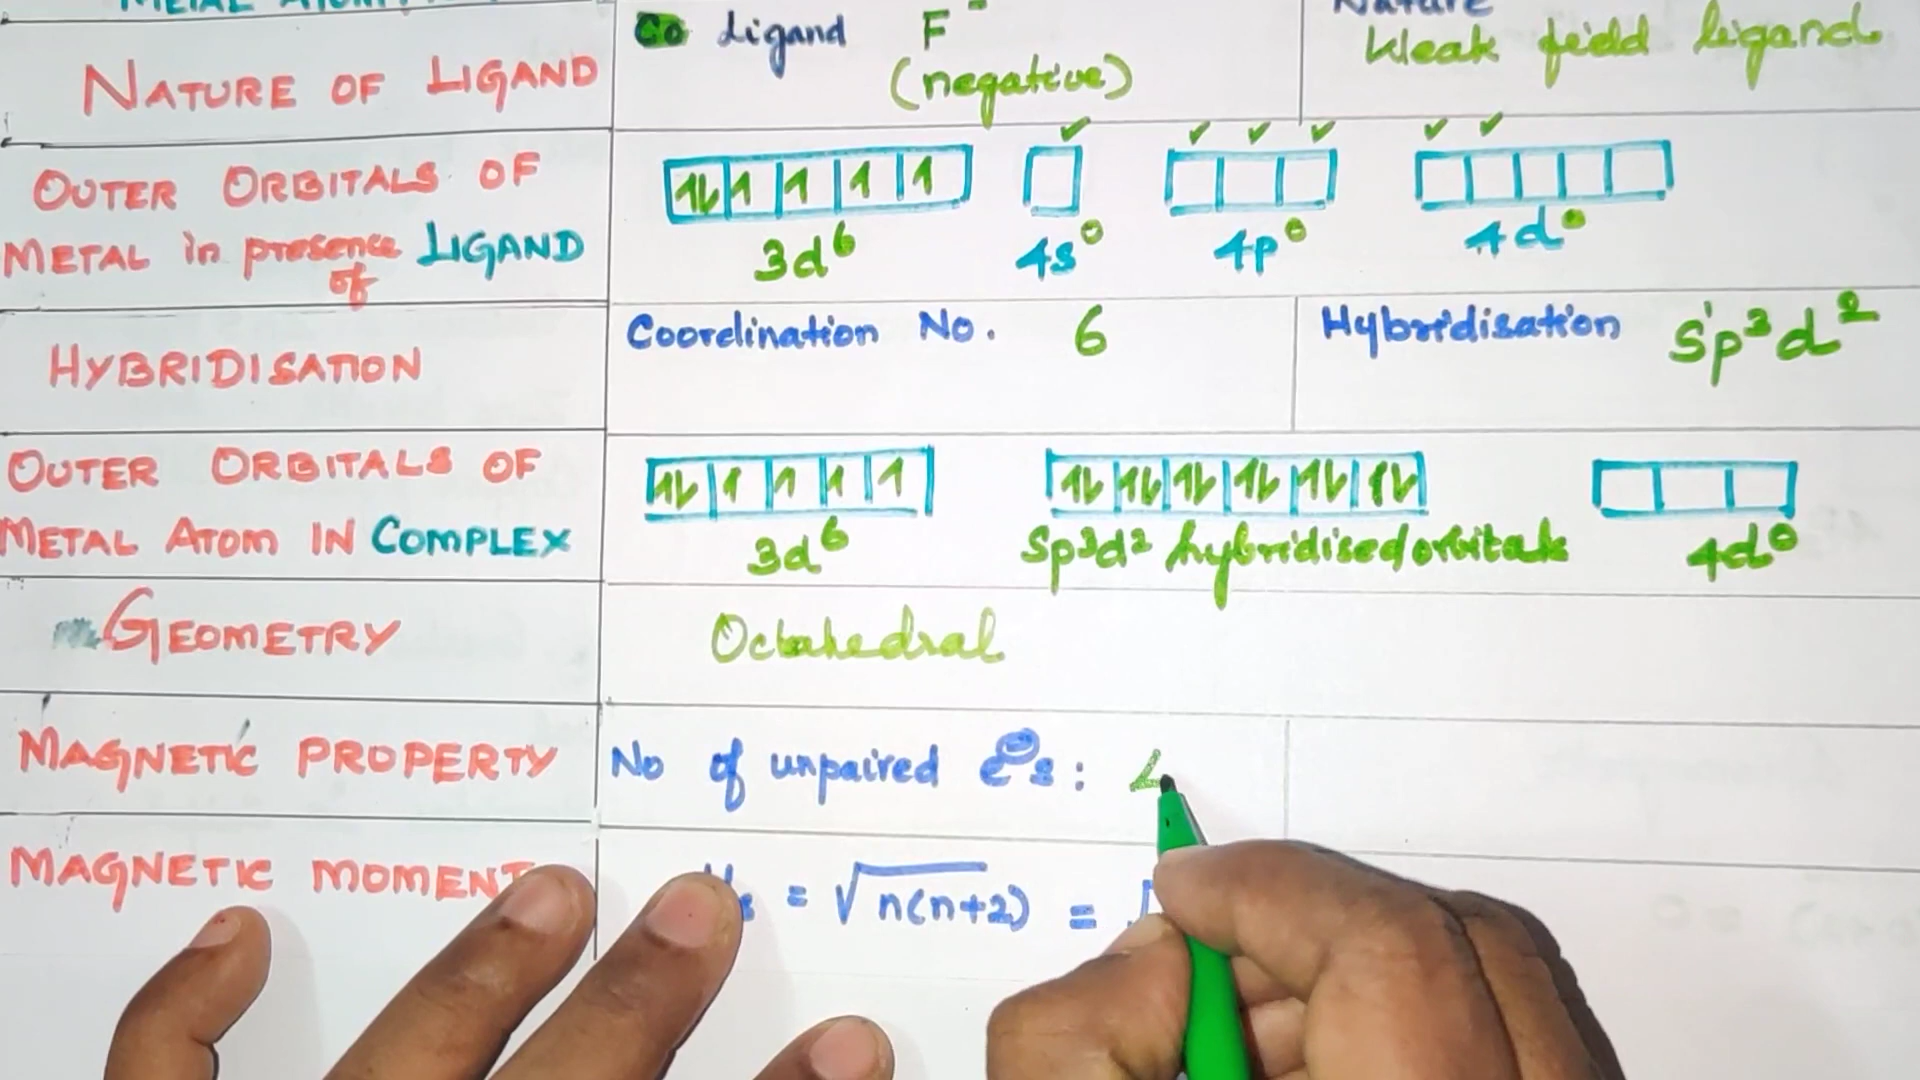 Co Ligand F⁻
Nature
NATURE OF LIGAND
(negative)
Weak field ligand
OUTER ORBITALS OF
METAL in presence of LIGAND
3d⁶ 4s⁰ 4p⁰ 4d⁰
HYBRIDISATION
Coordination No. 6
Hybridisation sp³d²
OUTER ORBITALS OF
METAL ATOM IN COMPLEX
3d⁶ sp³d² hybridised orbitals 4d⁰
GEOMETRY
Octahedral
MAGNETIC PROPERTY
No of unpaired e⊖s:
MAGNETIC MOMENT
= √n(n+2) = √